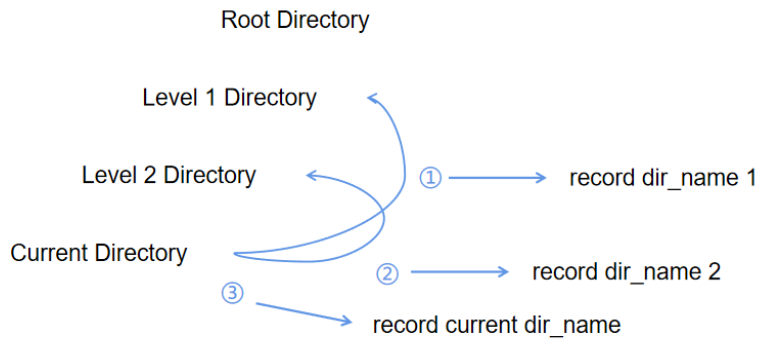 Root Directory
Level 1 Directory
Level 2 Directory
① record dir_name 1
Current Directory
② record dir_name 2
③
record current dir_name